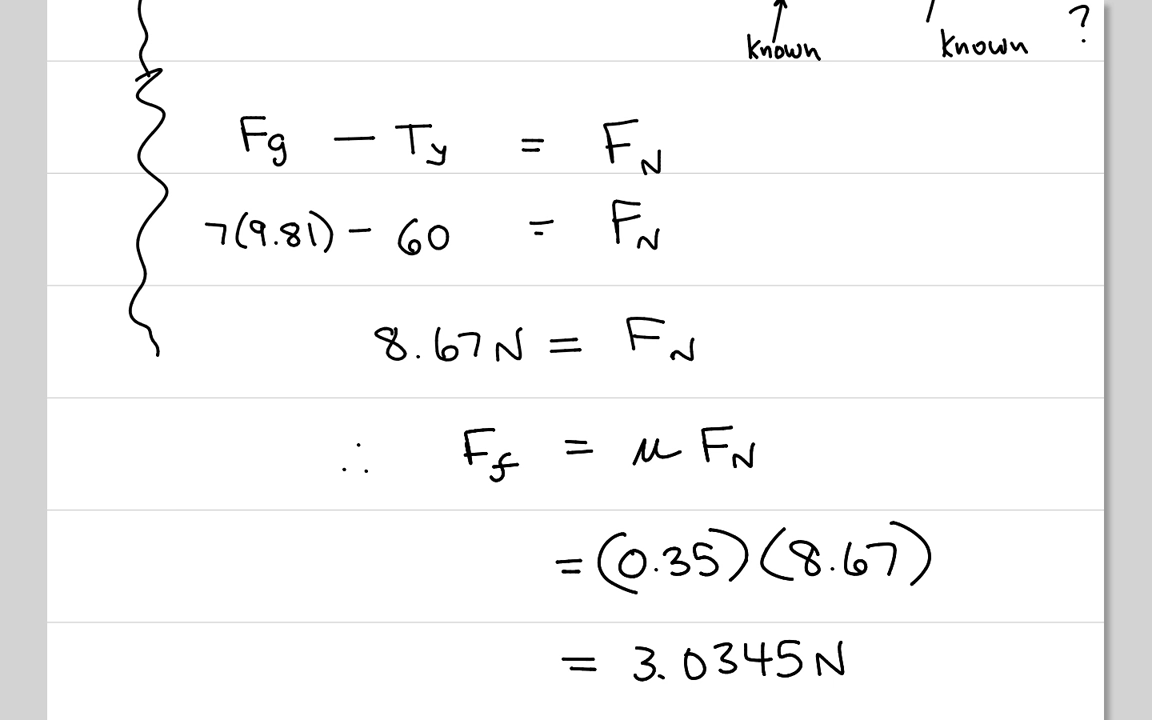 known known ?
Fg - Ty = FN
7(9.81) - 60 = FN
8.67N = FN
∴ Ff = μ FN
= (0.35)(8.67)
= 3.0345N